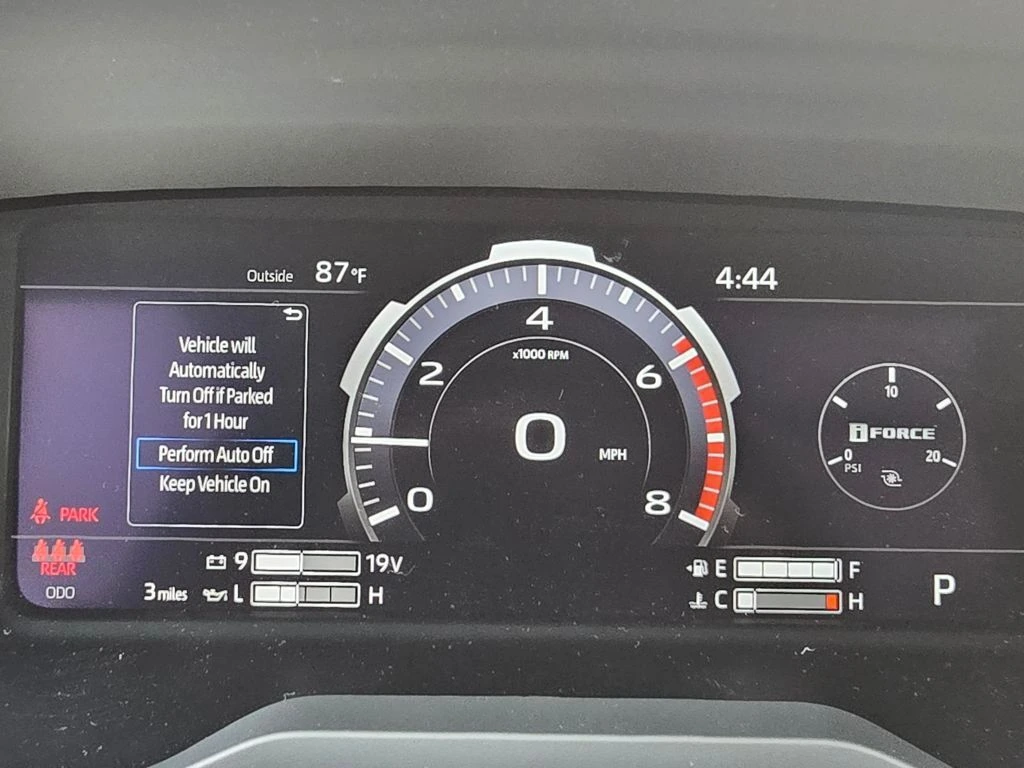 Outside 87°F
4:44
Vehicle will
Automatically
Turn Off if Parked
for 1 Hour
Perform Auto Off
Keep Vehicle On
4
x1000 RPM
2
6
0
MPH
0
8
10
iFORCE
0
20
PSI
PARK
REAR
ODO
3 miles
9
19V
L
H
E
F
C
H
P